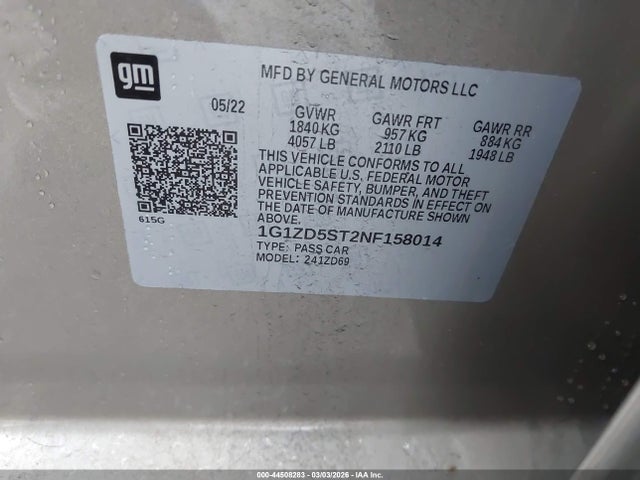 gm
MFD BY GENERAL MOTORS LLC
05/22
GVWR
1840 KG
4057 LB
GAWR FRT
957 KG
2110 LB
GAWR RR
884 KG
1948 LB
THIS VEHICLE CONFORMS TO ALL
APPLICABLE U.S. FEDERAL MOTOR
VEHICLE SAFETY, BUMPER, AND THEFT
PREVENTION STANDARDS IN EFFECT ON
THE DATE OF MANUFACTURE SHOWN
ABOVE.
615G
1G1ZD5ST2NF158014
TYPE: PASS CAR
MODEL: 241ZD69
000-44508283 - 03/03/2026 - IAA Inc.